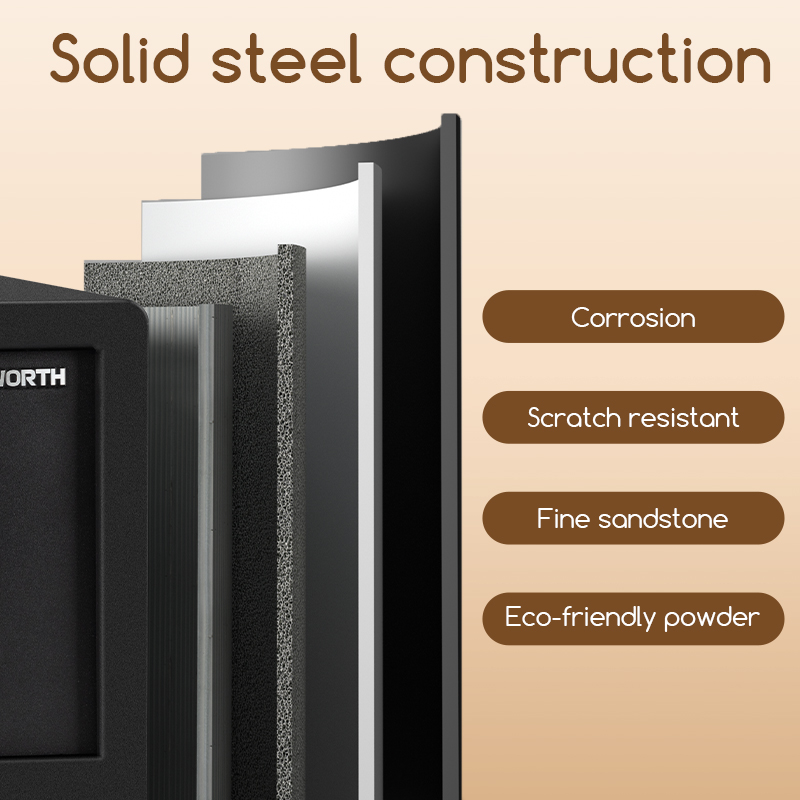 Solid steel construction
WORTH
Corrosion
Scratch resistant
Fine sandstone
Eco-friendly powder